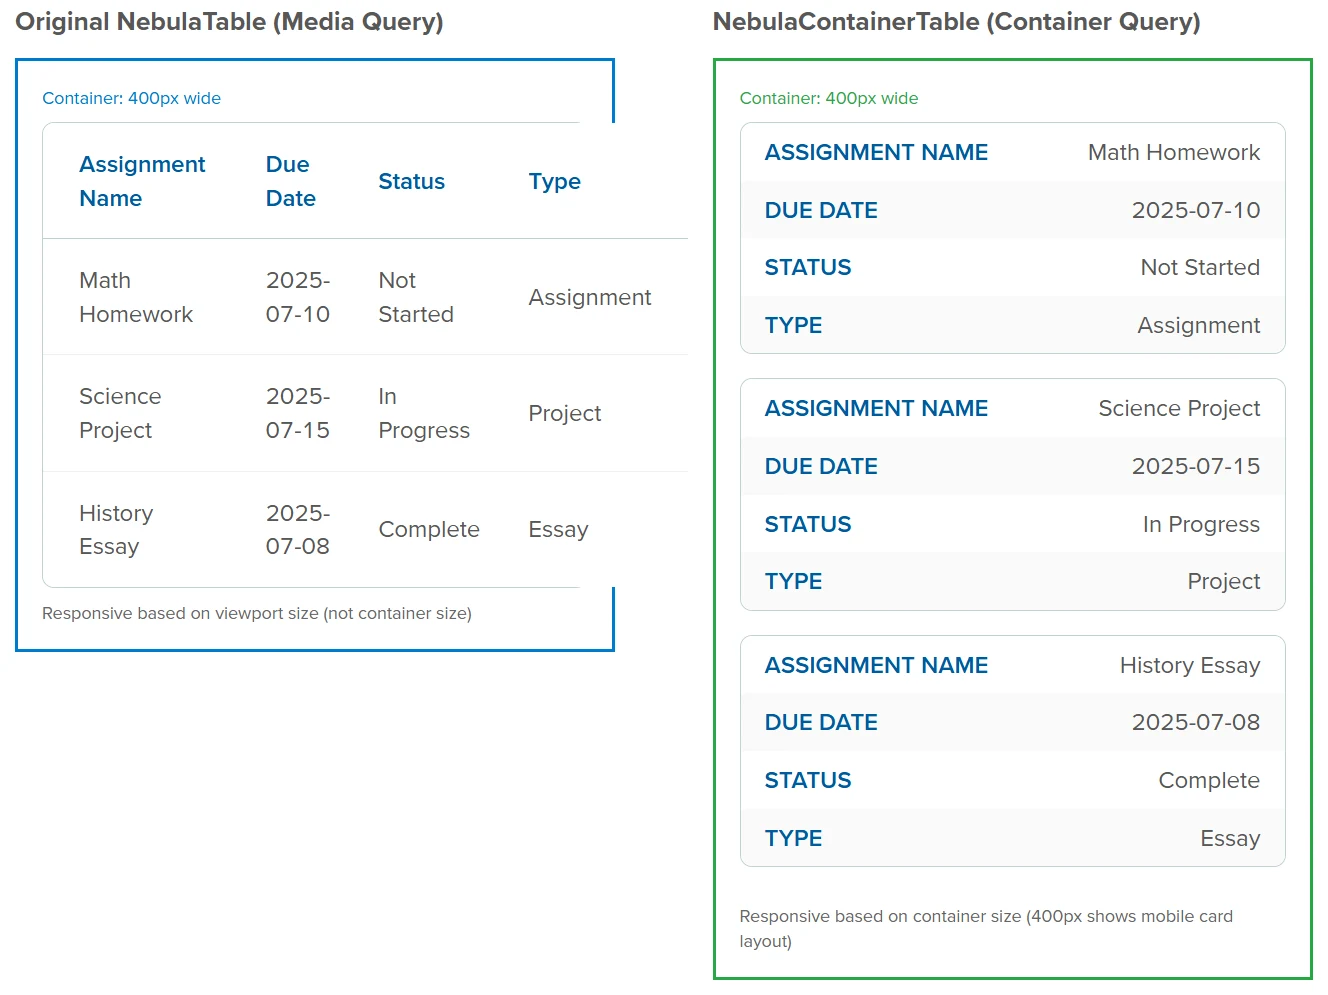 Original NebulaTable (Media Query)
Container: 400px wide
Assignment Name Due Date Status Type
Math Homework 2025-07-10 Not Started Assignment
Science Project 2025-07-15 In Progress Project
History Essay 2025-07-08 Complete Essay
Responsive based on viewport size (not container size)
NebulaContainerTable (Container Query)
Container: 400px wide
ASSIGNMENT NAME Math Homework
DUE DATE 2025-07-10
STATUS Not Started
TYPE Assignment
ASSIGNMENT NAME Science Project
DUE DATE 2025-07-15
STATUS In Progress
TYPE Project
ASSIGNMENT NAME History Essay
DUE DATE 2025-07-08
STATUS Complete
TYPE Essay
Responsive based on container size (400px shows mobile card
layout)